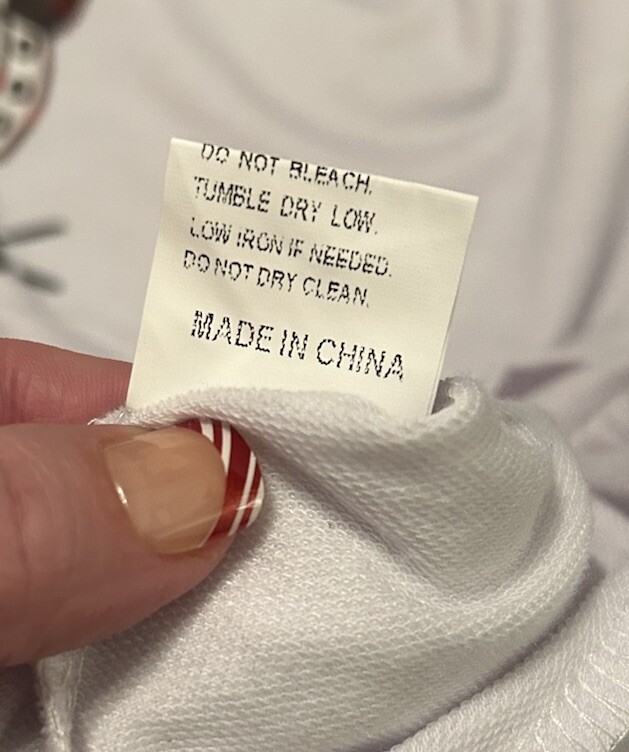 DO NOT BLEACH.
TUMBLE DRY LOW.
LOW IRON IF NEEDED.
DO NOT DRY CLEAN.
MADE IN CHINA